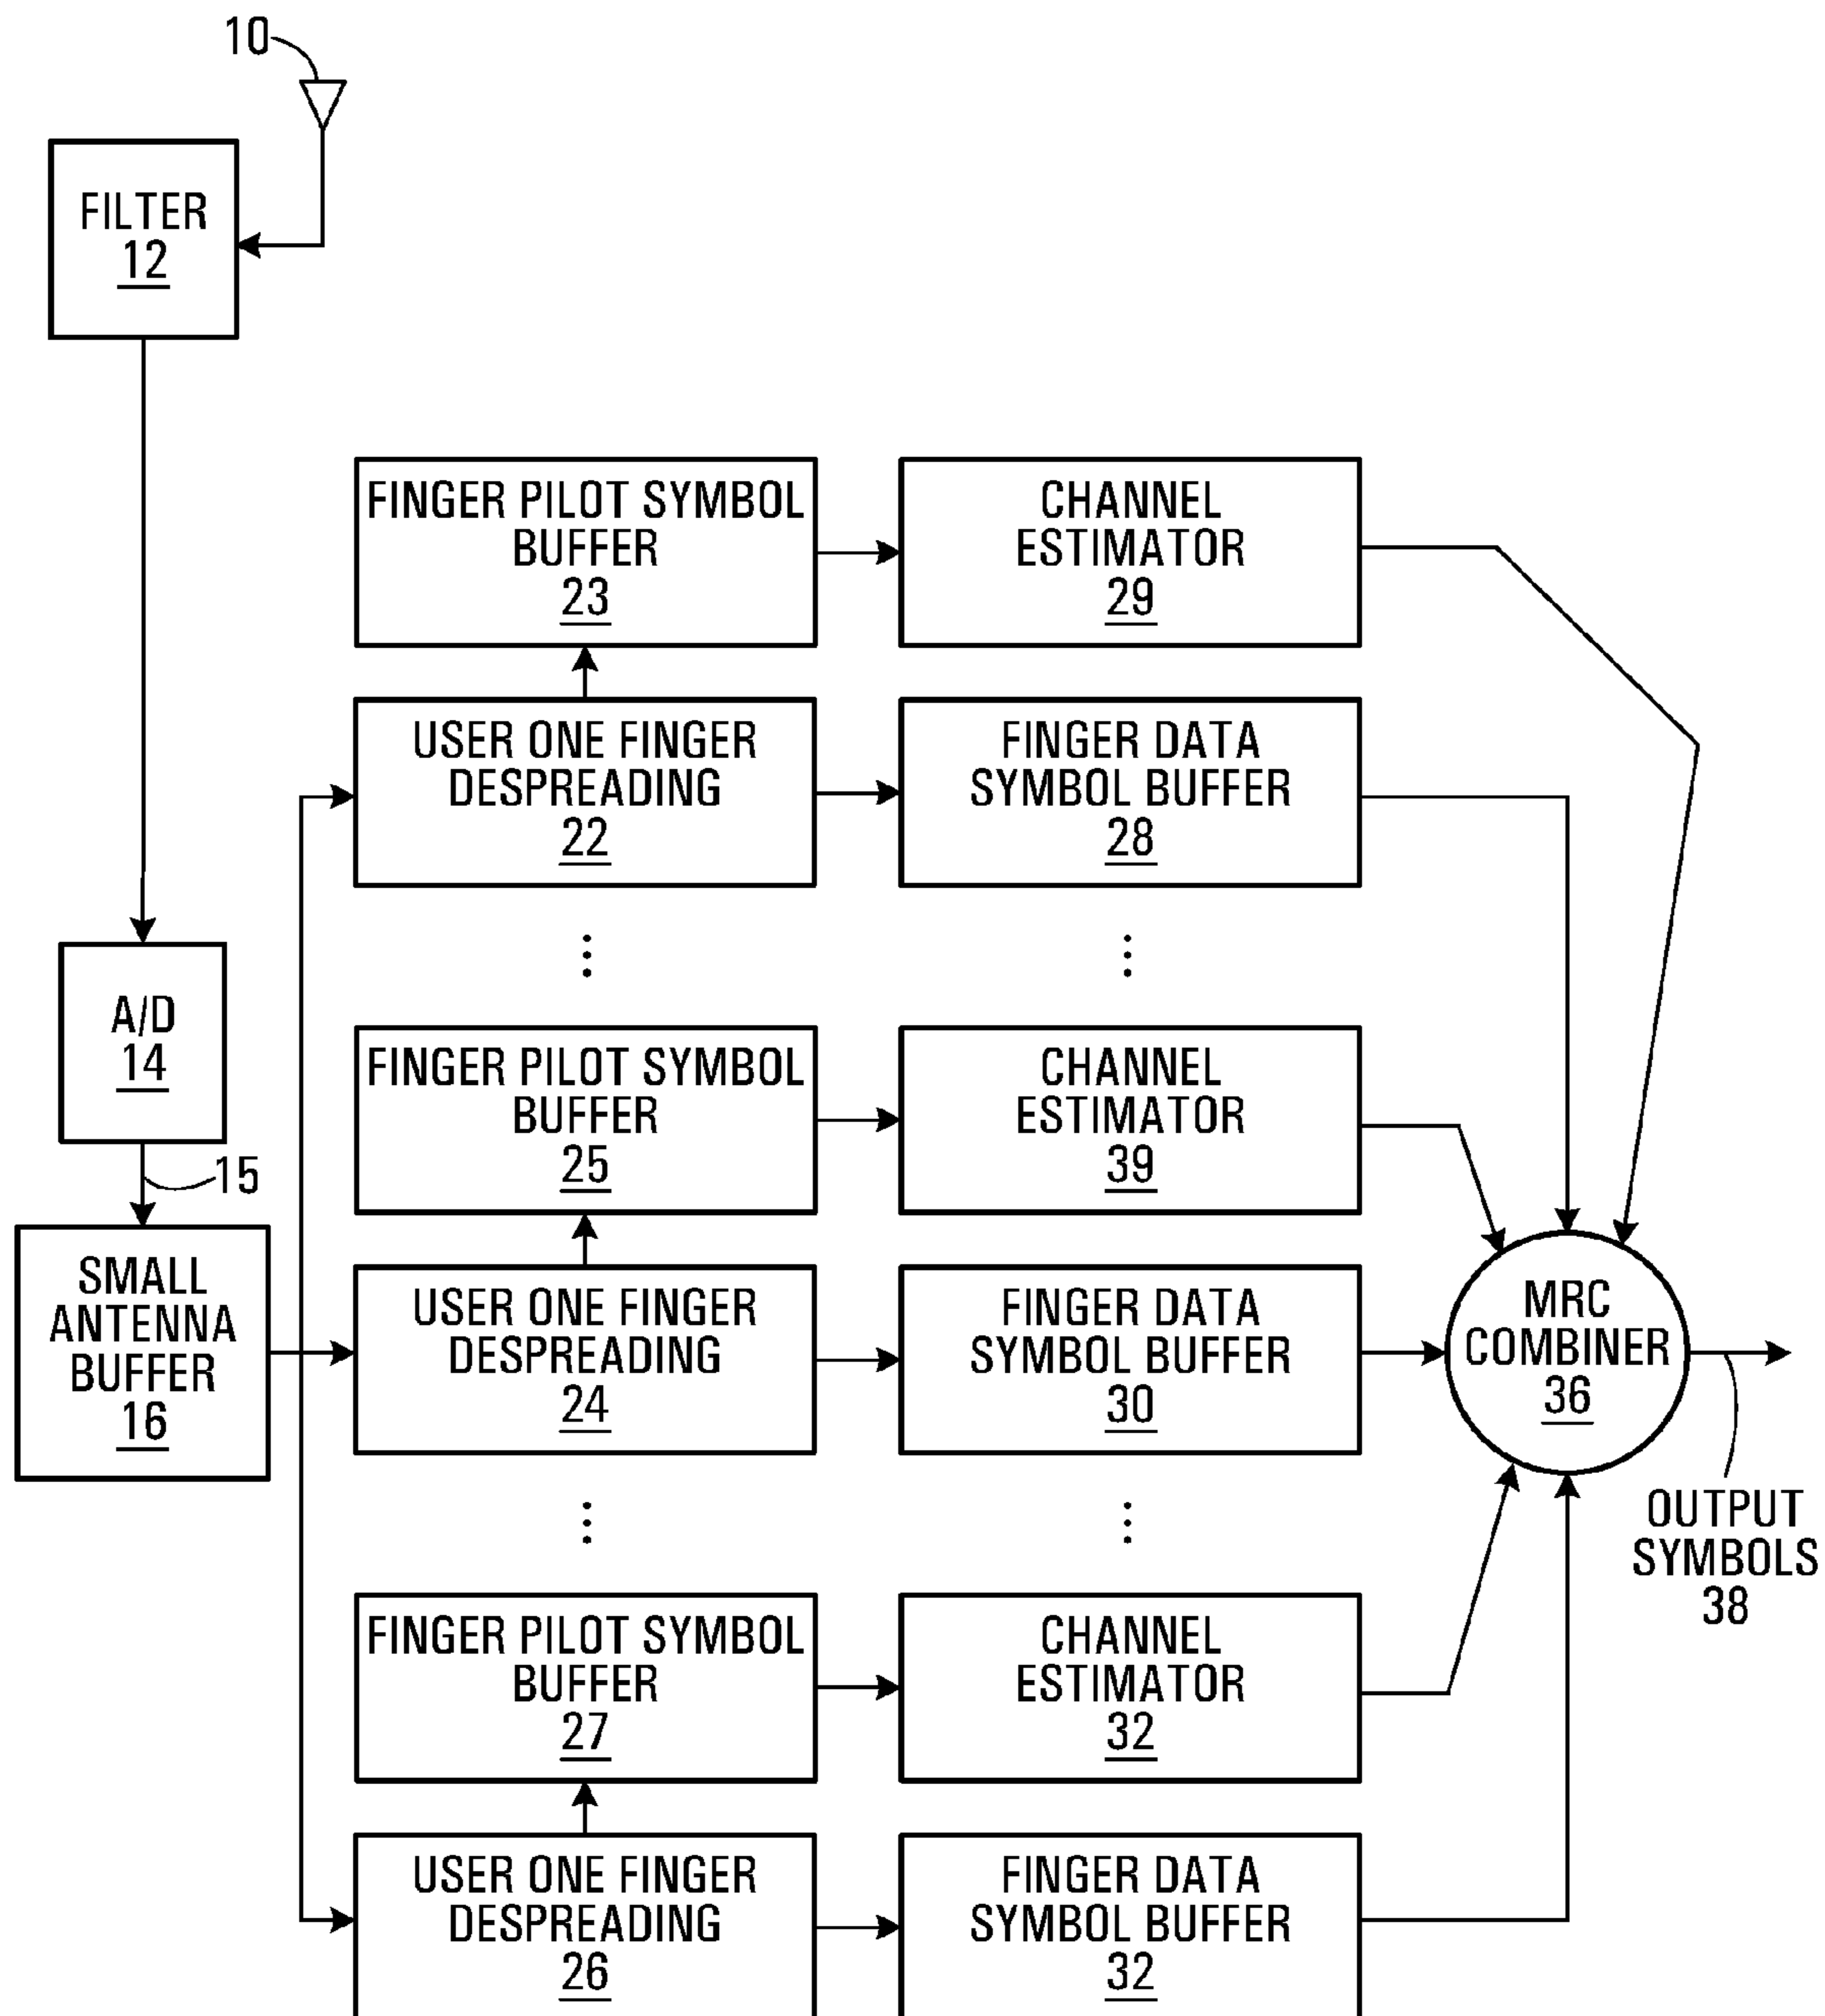 10
FILTER
12
FINGER PILOT SYMBOL
BUFFER
23
CHANNEL
ESTIMATOR
29
USER ONE FINGER
DESPREADING
22
FINGER DATA
SYMBOL BUFFER
28
A/D
14
15
FINGER PILOT SYMBOL
BUFFER
25
CHANNEL
ESTIMATOR
39
SMALL
ANTENNA
BUFFER
16
USER ONE FINGER
DESPREADING
24
FINGER DATA
SYMBOL BUFFER
30
MRC
COMBINER
36
OUTPUT
SYMBOLS
38
FINGER PILOT SYMBOL
BUFFER
27
CHANNEL
ESTIMATOR
32
USER ONE FINGER
DESPREADING
26
FINGER DATA
SYMBOL BUFFER
32